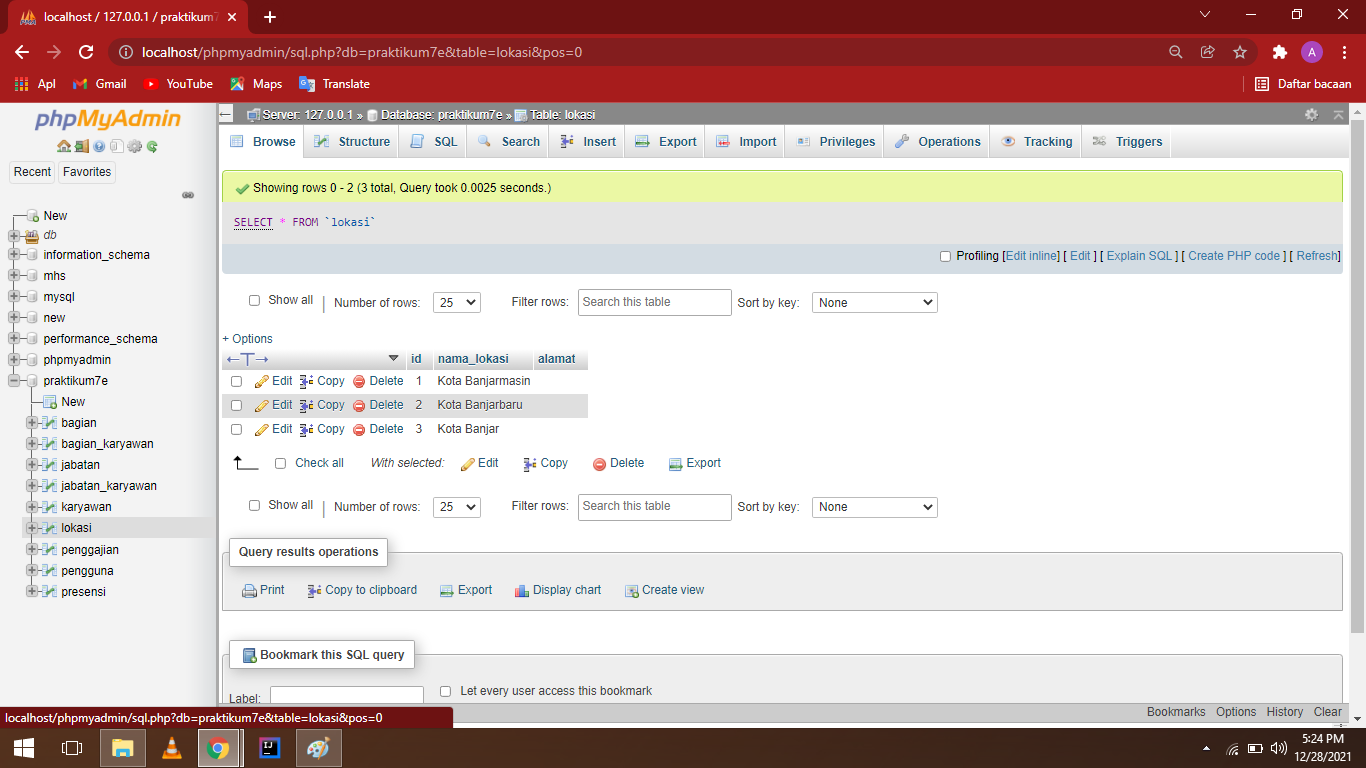 localhost / 127.0.0.1 / praktikum7
localhost/phpmyadmin/sql.php?db=praktikum7e&table=lokasi&pos=0
A
Apl Gmail YouTube Maps Translate Daftar bacaan
phpMyAdmin
Recent Favorites
New
db
information_schema
mhs
mysql
new
performance_schema
phpmyadmin
praktikum7e
New
bagian
bagian_karyawan
jabatan
jabatan_karyawan
karyawan
lokasi
penggajian
pengguna
presensi
Server: 127.0.0.1 » Database: praktikum7e » Table: lokasi
Browse Structure SQL Search Insert Export Import Privileges Operations Tracking Triggers
Showing rows 0 - 2 (3 total, Query took 0.0025 seconds.)
SELECT * FROM `lokasi`
Profiling [Edit inline] [ Edit ] [ Explain SQL ] [ Create PHP code ] [ Refresh]
Show all | Number of rows: 25 Filter rows: Search this table Sort by key: None
+ Options
←T→ id nama_lokasi alamat
Edit Copy Delete 1 Kota Banjarmasin
Edit Copy Delete 2 Kota Banjarbaru
Edit Copy Delete 3 Kota Banjar
Check all With selected: Edit Copy Delete Export
Show all | Number of rows: 25 Filter rows: Search this table Sort by key: None
Query results operations
Print Copy to clipboard Export Display chart Create view
Bookmark this SQL query
Label: Let every user access this bookmark
Bookmarks Options History Clear
localhost/phpmyadmin/sql.php?db=praktikum7e&table=lokasi&pos=0
5:24 PM
12/28/2021